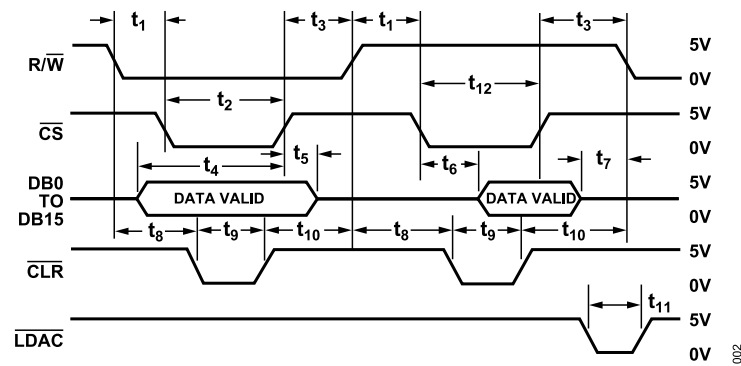 t1 t3 t1 t3
R/W 5V
0V
t2 t12
CS 5V
0V
t4 t5 t6 t7
DB0 TO DB15 DATA VALID DATA VALID 5V
0V
t8 t9 t10 t8 t9 t10
CLR 5V
0V
t11
LDAC 5V
0V
002